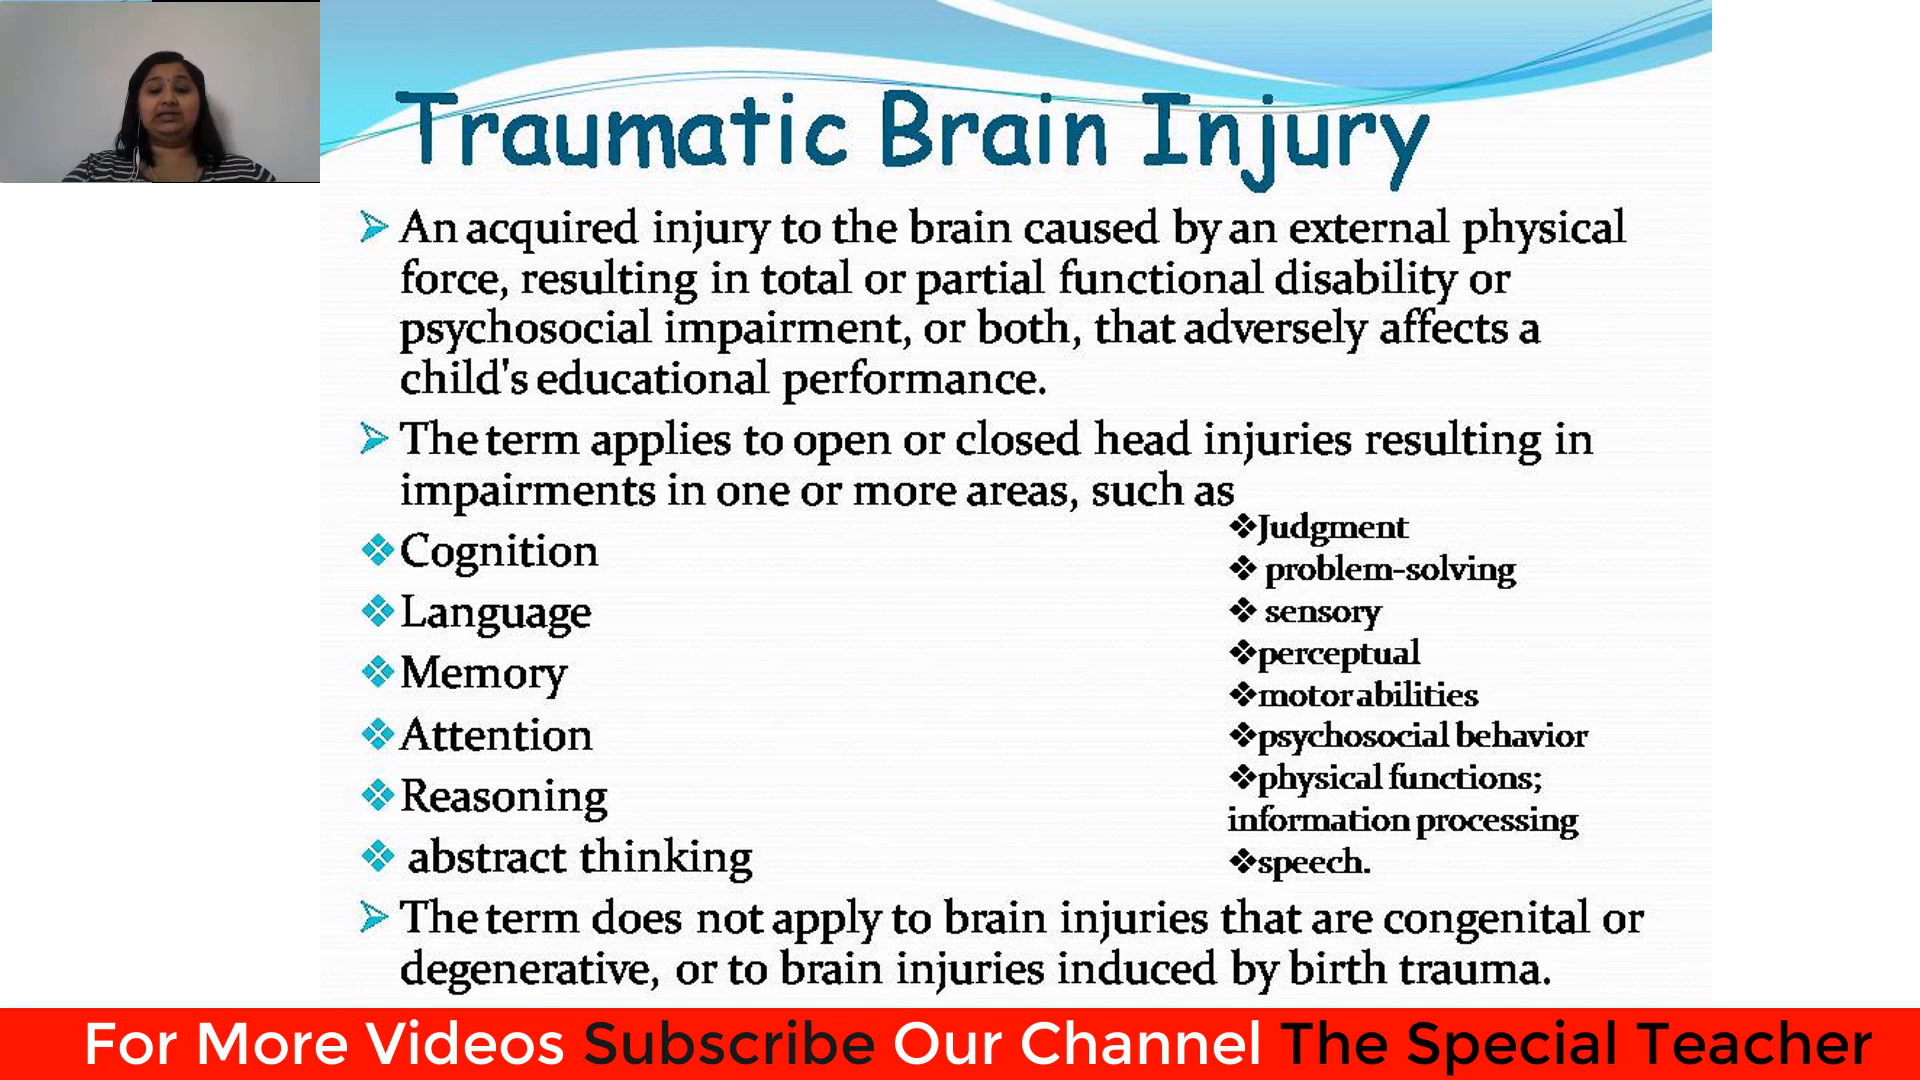 Traumatic Brain Injury
An acquired injury to the brain caused by an external physical
force, resulting in total or partial functional disability or
psychosocial impairment, or both, that adversely affects a
child's educational performance.
The term applies to open or closed head injuries resulting in
impairments in one or more areas, such as
Cognition
Language
Memory
Attention
Reasoning
abstract thinking
Judgment
problem-solving
sensory
perceptual
motor abilities
psychosocial behavior
physical functions;
information processing
speech.
The term does not apply to brain injuries that are congenital or
degenerative, or to brain injuries induced by birth trauma.
For More Videos Subscribe Our Channel The Special Teacher